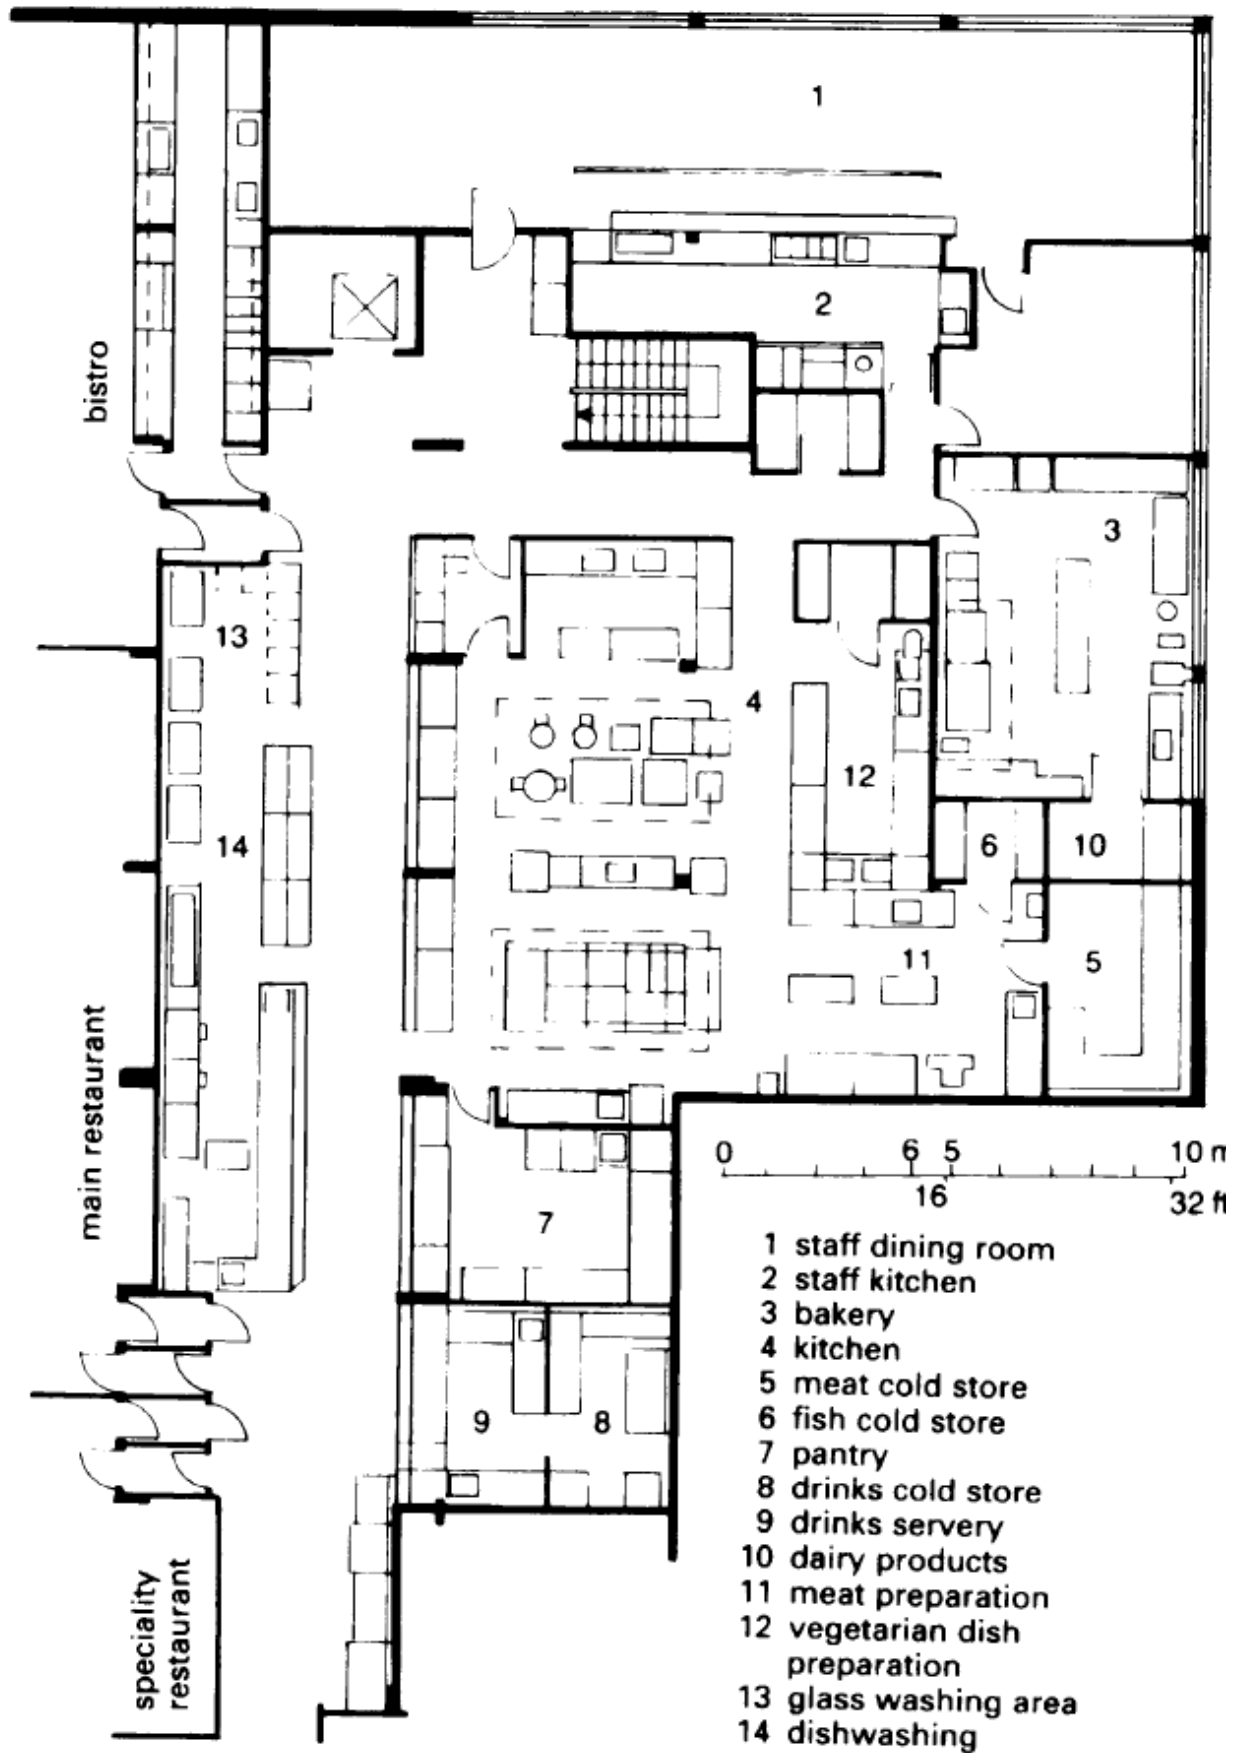 1
2
bistro
3
13
4
12
14
6
10
11
5
main restaurant
0 6 5 10 m
16 32 ft
7
9
8
speciality
restaurant
1 staff dining room
2 staff kitchen
3 bakery
4 kitchen
5 meat cold store
6 fish cold store
7 pantry
8 drinks cold store
9 drinks servery
10 dairy products
11 meat preparation
12 vegetarian dish
preparation
13 glass washing area
14 dishwashing